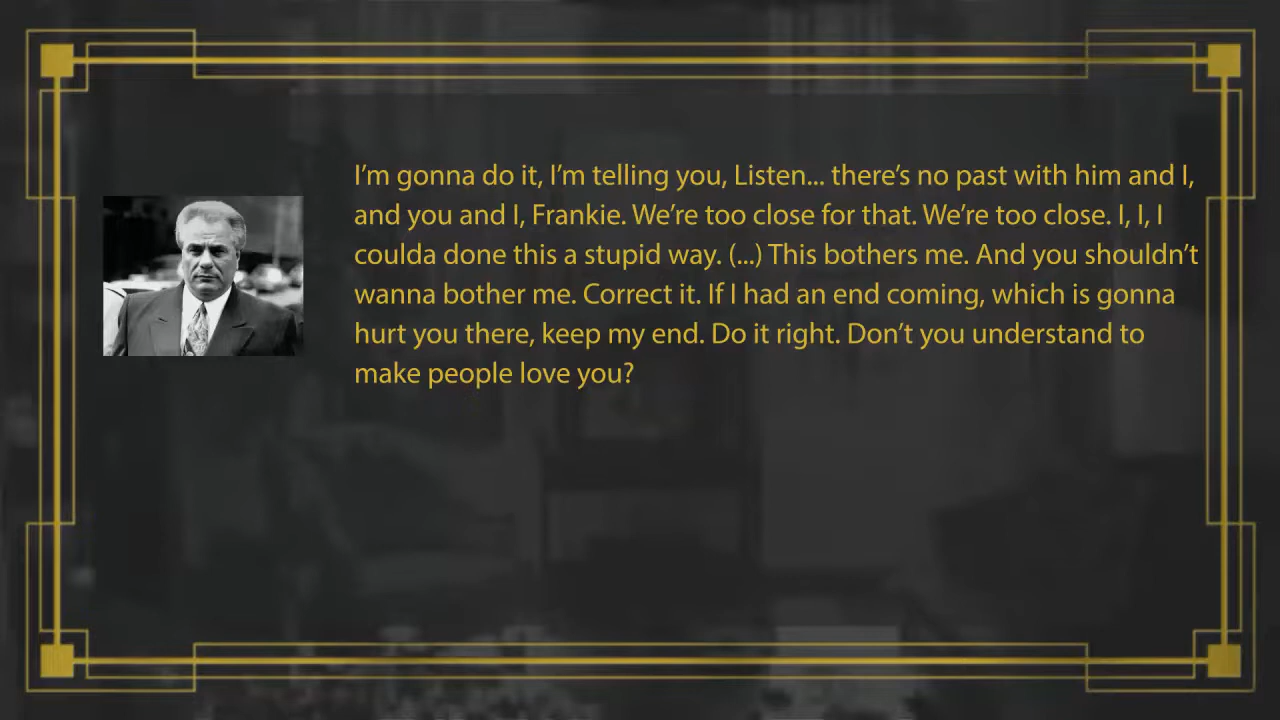 I’m gonna do it, I’m telling you, Listen... there’s no past with him and I,
and you and I, Frankie. We’re too close for that. We’re too close. I, I, I
coulda done this a stupid way. (...) This bothers me. And you shouldn’t
wanna bother me. Correct it. If I had an end coming, which is gonna
hurt you there, keep my end. Do it right. Don’t you understand to
make people love you?